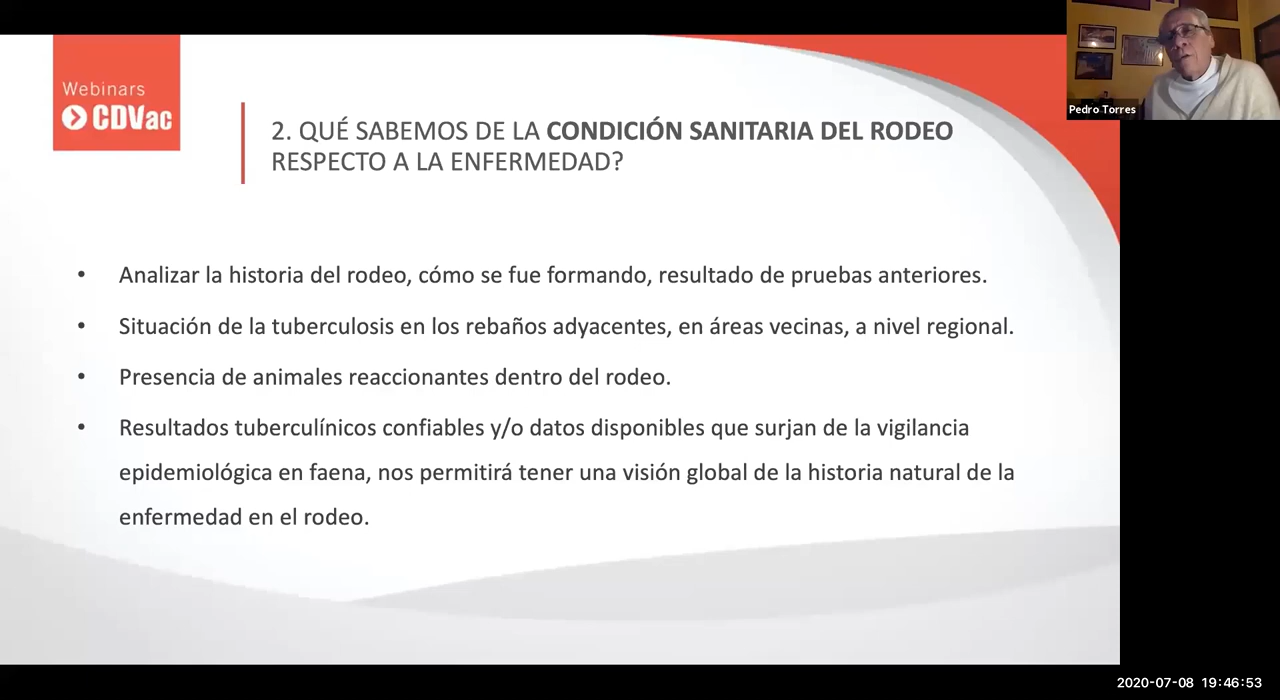 Webinars
CDVac
2. QUÉ SABEMOS DE LA CONDICIÓN SANITARIA DEL RODEO
RESPECTO A LA ENFERMEDAD?
• Analizar la historia del rodeo, cómo se fue formando, resultado de pruebas anteriores.
• Situación de la tuberculosis en los rebaños adyacentes, en áreas vecinas, a nivel regional.
• Presencia de animales reaccionantes dentro del rodeo.
• Resultados tuberculínicos confiables y/o datos disponibles que surjan de la vigilancia
epidemiológica en faena, nos permitirá tener una visión global de la historia natural de la
enfermedad en el rodeo.
Pedro Torres
2020-07-08 19:46:53